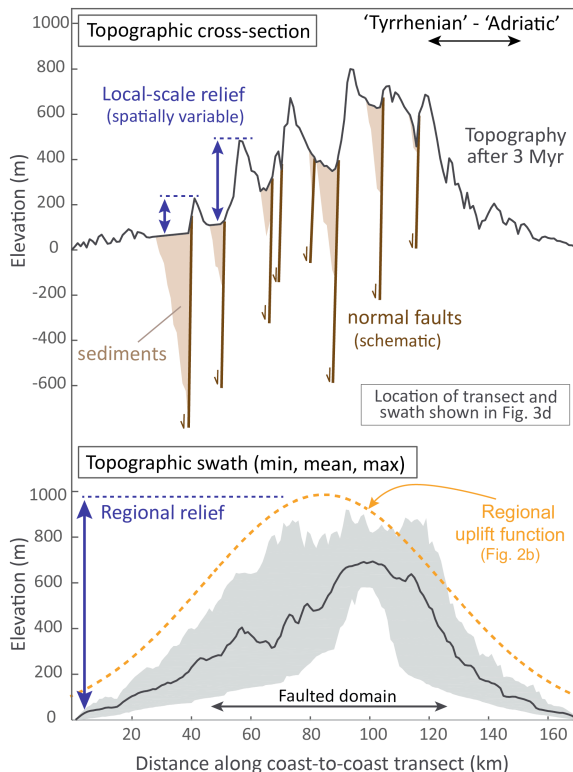 Topographic cross-section
'Tyrrhenian' - 'Adriatic'
1000
800
600
400
200
0
-200
-400
-600
Elevation (m)
Local-scale relief
(spatially variable)
Topography
after 3 Myr
normal faults
(schematic)
sediments
Location of transect and
swath shown in Fig. 3d
Topographic swath (min, mean, max)
1000
800
600
400
200
0
Elevation (m)
Regional relief
Regional
uplift function
(Fig. 2b)
Faulted domain
20 40 60 80 100 120 140 160
Distance along coast-to-coast transect (km)